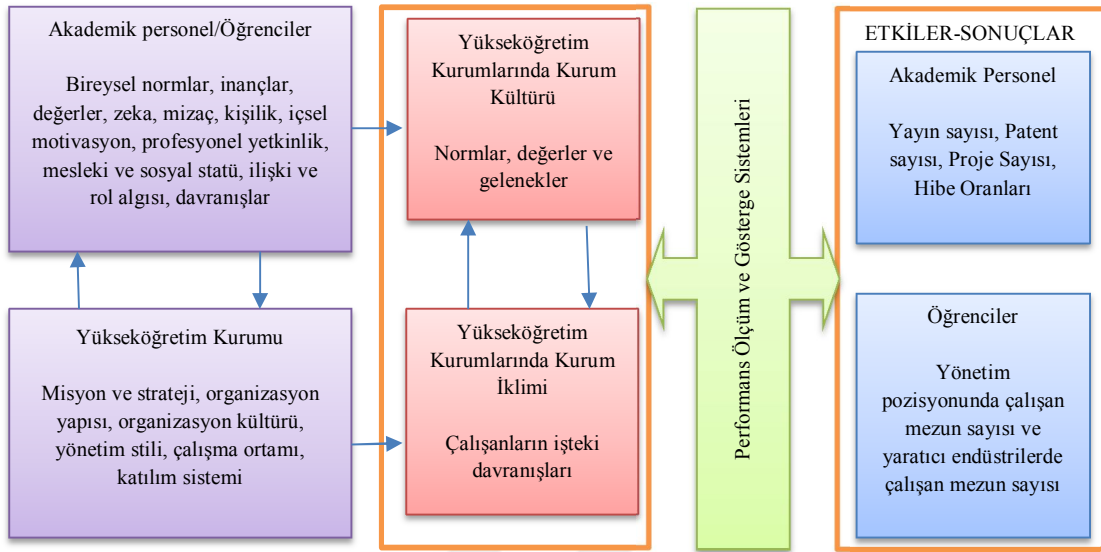 Akademik personel/Öğrenciler
Bireysel normlar, inançlar,
değerler, zeka, mizaç, kişilik, içsel
motivasyon, profesyonel yetkinlik,
mesleki ve sosyal statü, ilişki ve
rol algısı, davranışlar
Yükseköğretim Kurumu
Misyon ve strateji, organizasyon
yapısı, organizasyon kültürü,
yönetim stili, çalışma ortamı,
katılım sistemi
Yükseköğretim
Kurumlarında Kurum
Kültürü
Normlar, değerler ve
gelenekler
Yükseköğretim
Kurumlarında Kurum
İklimi
Çalışanların işteki
davranışları
Performans Ölçüm ve Gösterge Sistemleri
ETKİLER-SONUÇLAR
Akademik Personel
Yayın sayısı, Patent
sayısı, Proje Sayısı,
Hibe Oranları
Öğrenciler
Yönetim
pozisyonunda çalışan
mezun sayısı ve
yaratıcı endüstrilerde
çalışan mezun sayısı